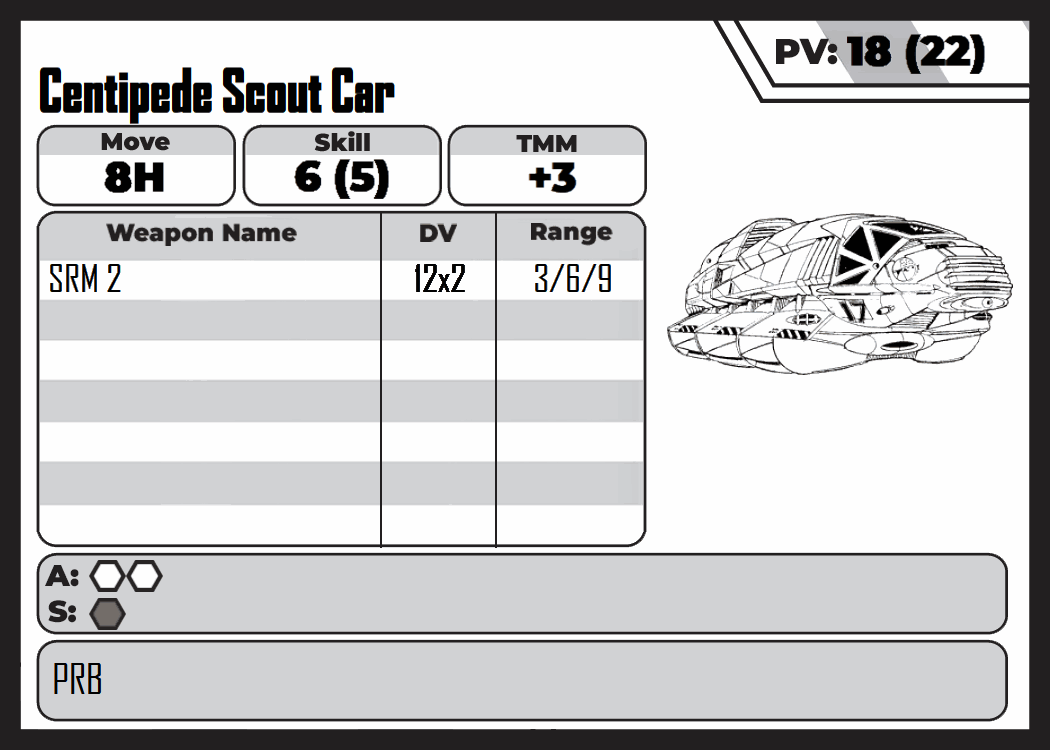 PV: 18 (22)
Centipede Scout Car
Move Skill TMM
8H 6 (5) +3
Weapon Name DV Range
SRM 2 12x2 3/6/9
17
A:
S:
PRB